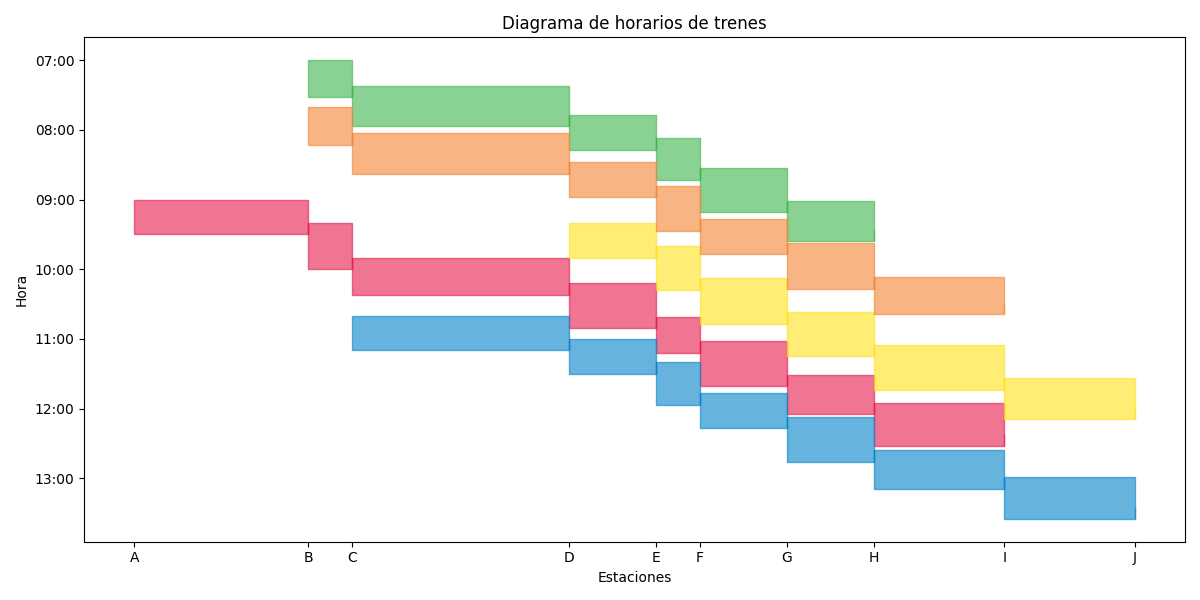 Diagrama de horarios de trenes
07:00
08:00
09:00
10:00
11:00
12:00
13:00
Hora
A B C D E F G H I J
Estaciones